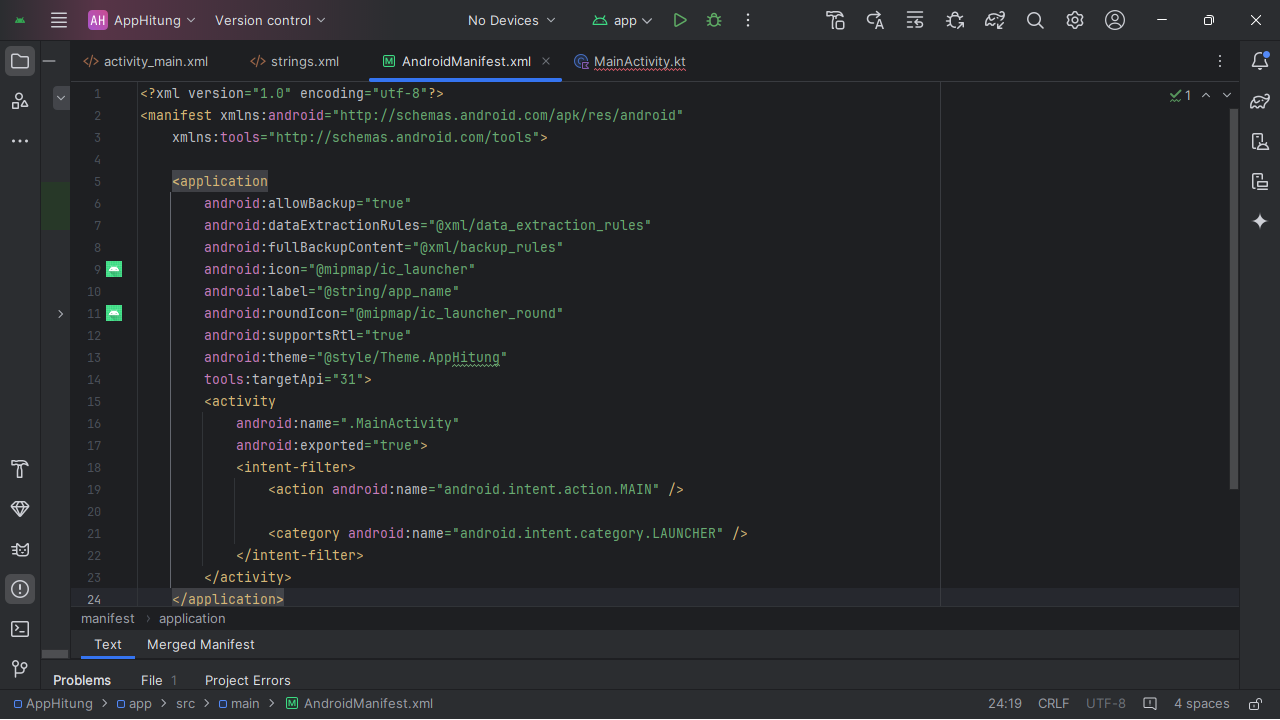 AH AppHitung Version control No Devices app
activity_main.xml strings.xml AndroidManifest.xml MainActivity.kt
1 <?xml version="1.0" encoding="utf-8"?> 1
2 <manifest xmlns:android="http://schemas.android.com/apk/res/android"
3 xmlns:tools="http://schemas.android.com/tools">
4
5 <application
6 android:allowBackup="true"
7 android:dataExtractionRules="@xml/data_extraction_rules"
8 android:fullBackupContent="@xml/backup_rules"
9 android:icon="@mipmap/ic_launcher"
10 android:label="@string/app_name"
11 android:roundIcon="@mipmap/ic_launcher_round"
12 android:supportsRtl="true"
13 android:theme="@style/Theme.AppHitung"
14 tools:targetApi="31">
15 <activity
16 android:name=".MainActivity"
17 android:exported="true">
18 <intent-filter>
19 <action android:name="android.intent.action.MAIN" />
20
21 <category android:name="android.intent.category.LAUNCHER" />
22 </intent-filter>
23 </activity>
24 </application>
manifest › application
Text Merged Manifest
Problems File 1 Project Errors
AppHitung > app > src > main > M AndroidManifest.xml 24:19 CRLF UTF-8 4 spaces